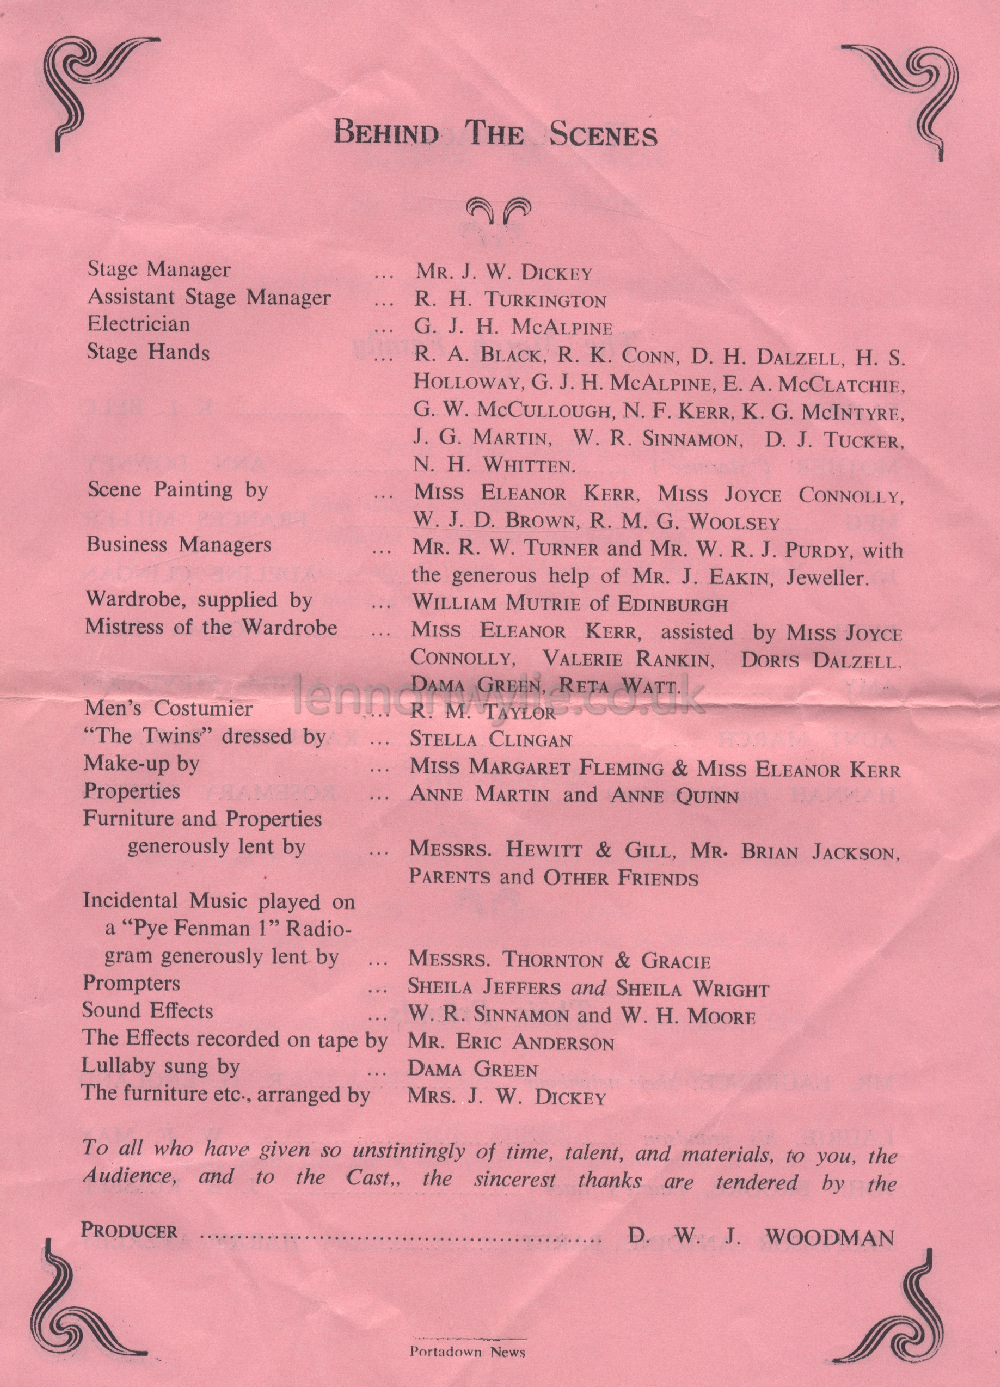 BEHIND THE SCENES
Stage Manager ... MR. J. W. DICKEY
Assistant Stage Manager ... R. H. TURKINGTON
Electrician ... G. J. H. MCALPINE
Stage Hands ... R. A. BLACK, R. K. CONN, D. H. DALZELL, H. S.
HOLLOWAY, G. J. H. MCALPINE, E. A. MCCLATCHIE,
G. W. MCCULLOUGH, N. F. KERR, K. G. MCINTYRE,
J. G. MARTIN, W. R. SINNAMON, D. J. TUCKER,
N. H. WHITTEN.
Scene Painting by ... MISS ELEANOR KERR, MISS JOYCE CONNOLLY,
W. J. D. BROWN, R. M. G. WOOLSEY
Business Managers ... MR. R. W. TURNER and MR. W. R. J. PURDY, with
the generous help of MR. J. EAKIN, Jeweller.
Wardrobe, supplied by ... WILLIAM MUTRIE of EDINBURGH
Mistress of the Wardrobe ... MISS ELEANOR KERR, assisted by MISS JOYCE
CONNOLLY, VALERIE RANKIN, DORIS DALZELL.
DAMA GREEN, RETA WATT.
lennonwylie.co.uk
Men's Costumier ... R. M. TAYLOR
"The Twins" dressed by ... STELLA CLINGAN
Make-up by ... MISS MARGARET FLEMING & MISS ELEANOR KERR
Properties ... ANNE MARTIN and ANNE QUINN
Furniture and Properties
generously lent by ... MESSRS. HEWITT & GILL, MR. BRIAN JACKSON,
PARENTS and OTHER FRIENDS
Incidental Music played on
a "Pye Fenman 1" Radio-
gram generously lent by ... MESSRS. THORNTON & GRACIE
Prompters ... SHEILA JEFFERS and SHEILA WRIGHT
Sound Effects ... W. R. SINNAMON and W. H. MOORE
The Effects recorded on tape by MR. ERIC ANDERSON
Lullaby sung by ... DAMA GREEN
The furniture etc., arranged by MRS. J. W. DICKEY
To all who have given so unstintingly of time, talent, and materials, to you, the
Audience, and to the Cast,, the sincerest thanks are tendered by the
PRODUCER ........................................ D. W. J. WOODMAN
Portadown News